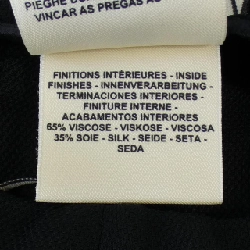 VINCAR AS PREGAS AO
FINITIONS INTÉRIEURES - INSIDE
FINISHES - INNENVERARBEITUNG -
TERMINACIONES INTERIORES -
FINITURE INTERNE -
ACABAMENTOS INTERIORES
65% VISCOSE - VISKOSE - VISCOSA
35% SOIE - SILK - SEIDE - SETA -
SEDA